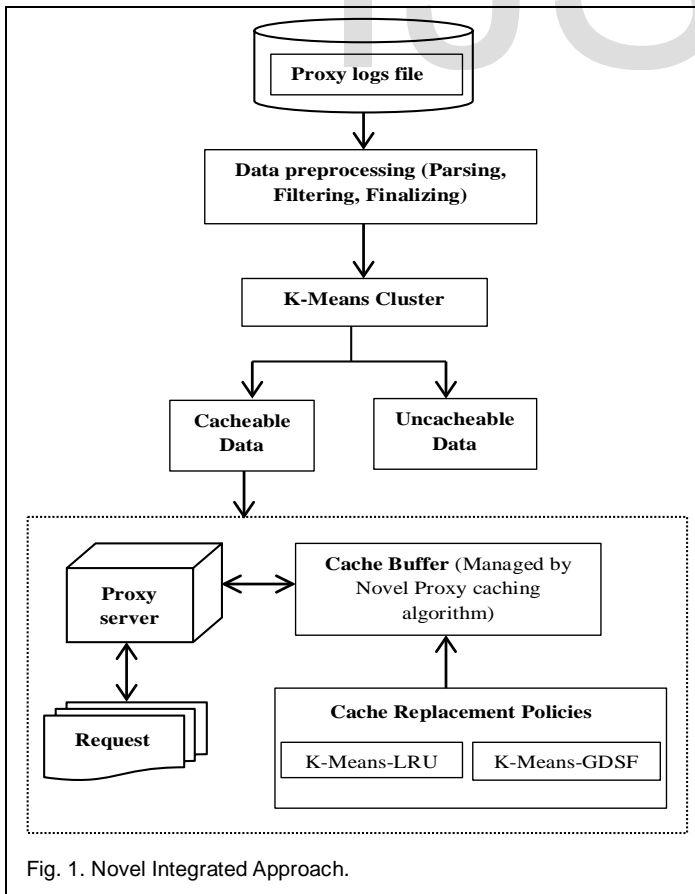 Proxy logs file
Data preprocessing (Parsing,
Filtering, Finalizing)
K-Means Cluster
Cacheable
Data
Uncacheable
Data
Proxy
server
Cache Buffer (Managed by
Novel Proxy caching
algorithm)
Request
Cache Replacement Policies
K-Means-LRU
K-Means-GDSF
Fig. 1. Novel Integrated Approach.